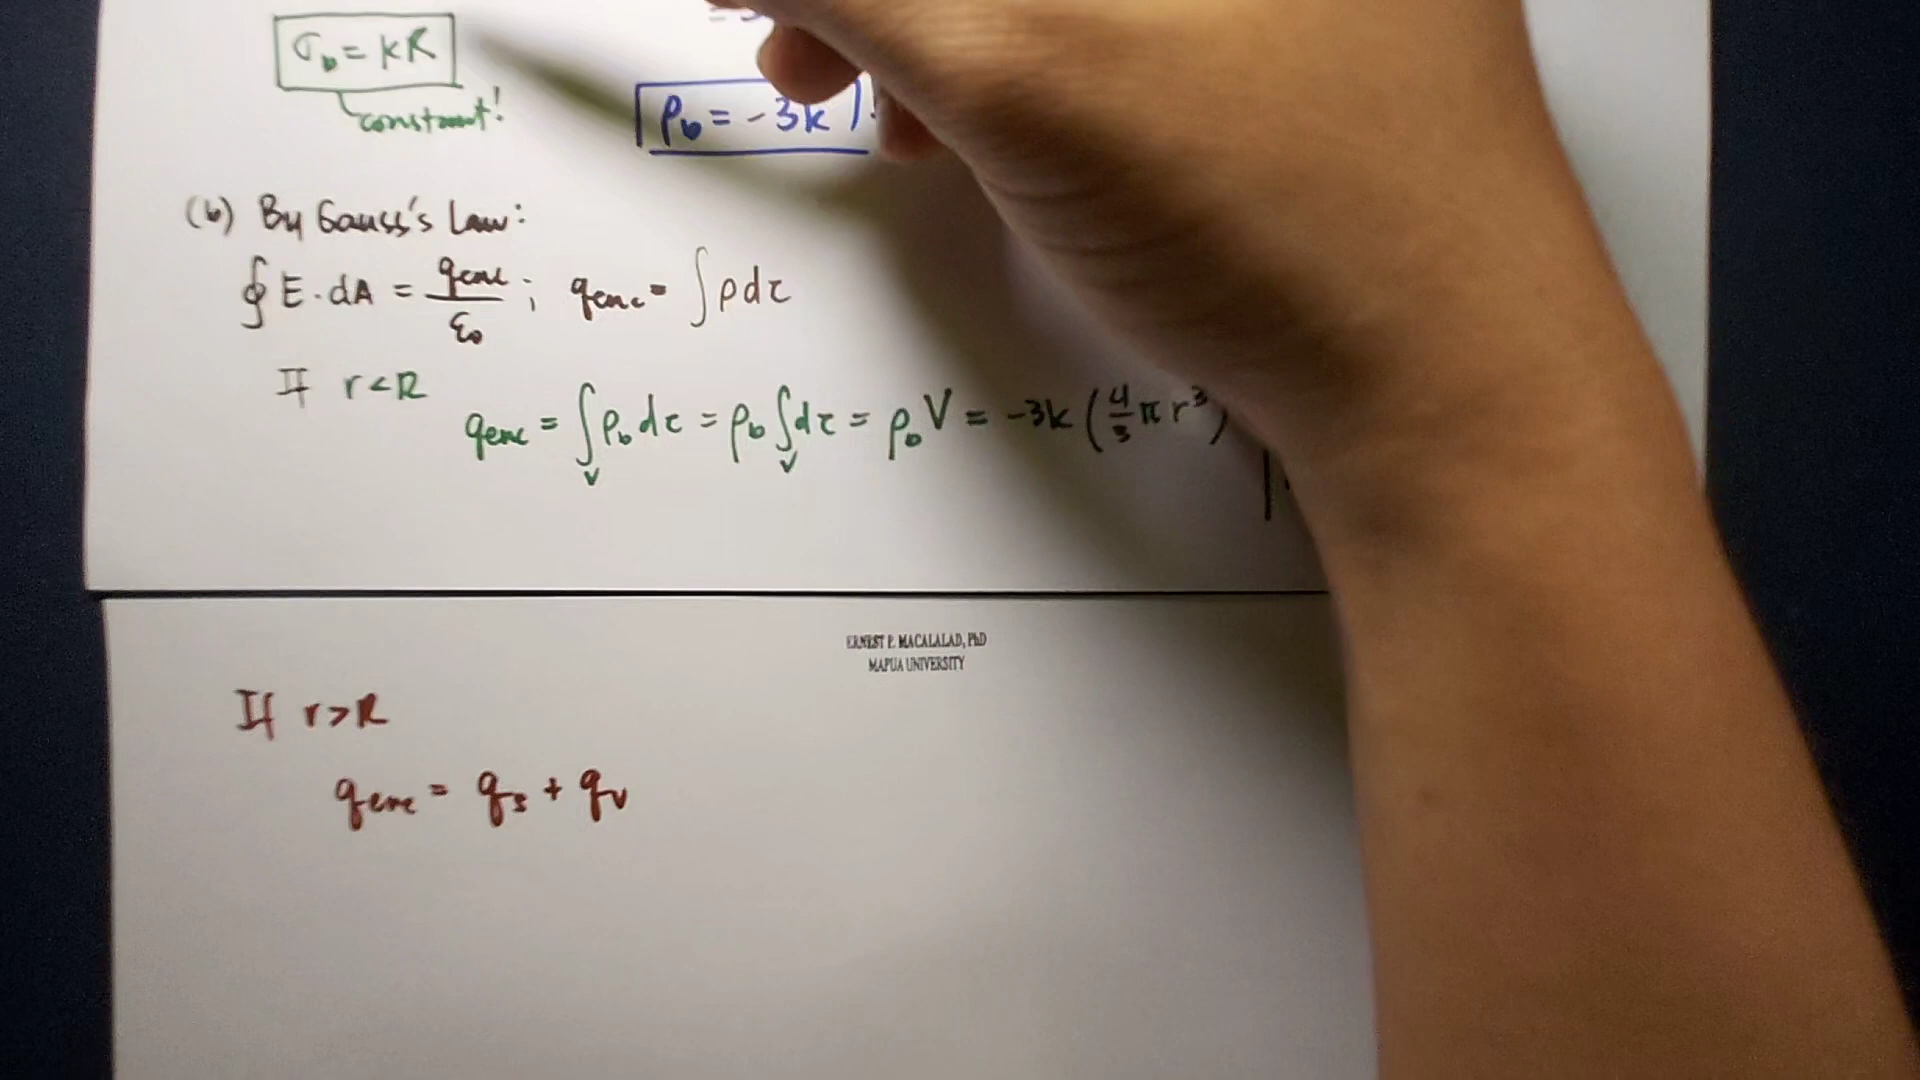 σb = kR
constant!
ρb = -3k !
(b) By Gauss's Law:
∮ E · dA = qenc / ε0 ; qenc = ∫ ρ dτ
If r < R
qenc = ∫V ρb dτ = ρb ∫V dτ = ρb V = -3k (4/3 π r³)
ERNEST P. MACALALAD, PhD
MAPUA UNIVERSITY
If r > R
qenc = qs + qv